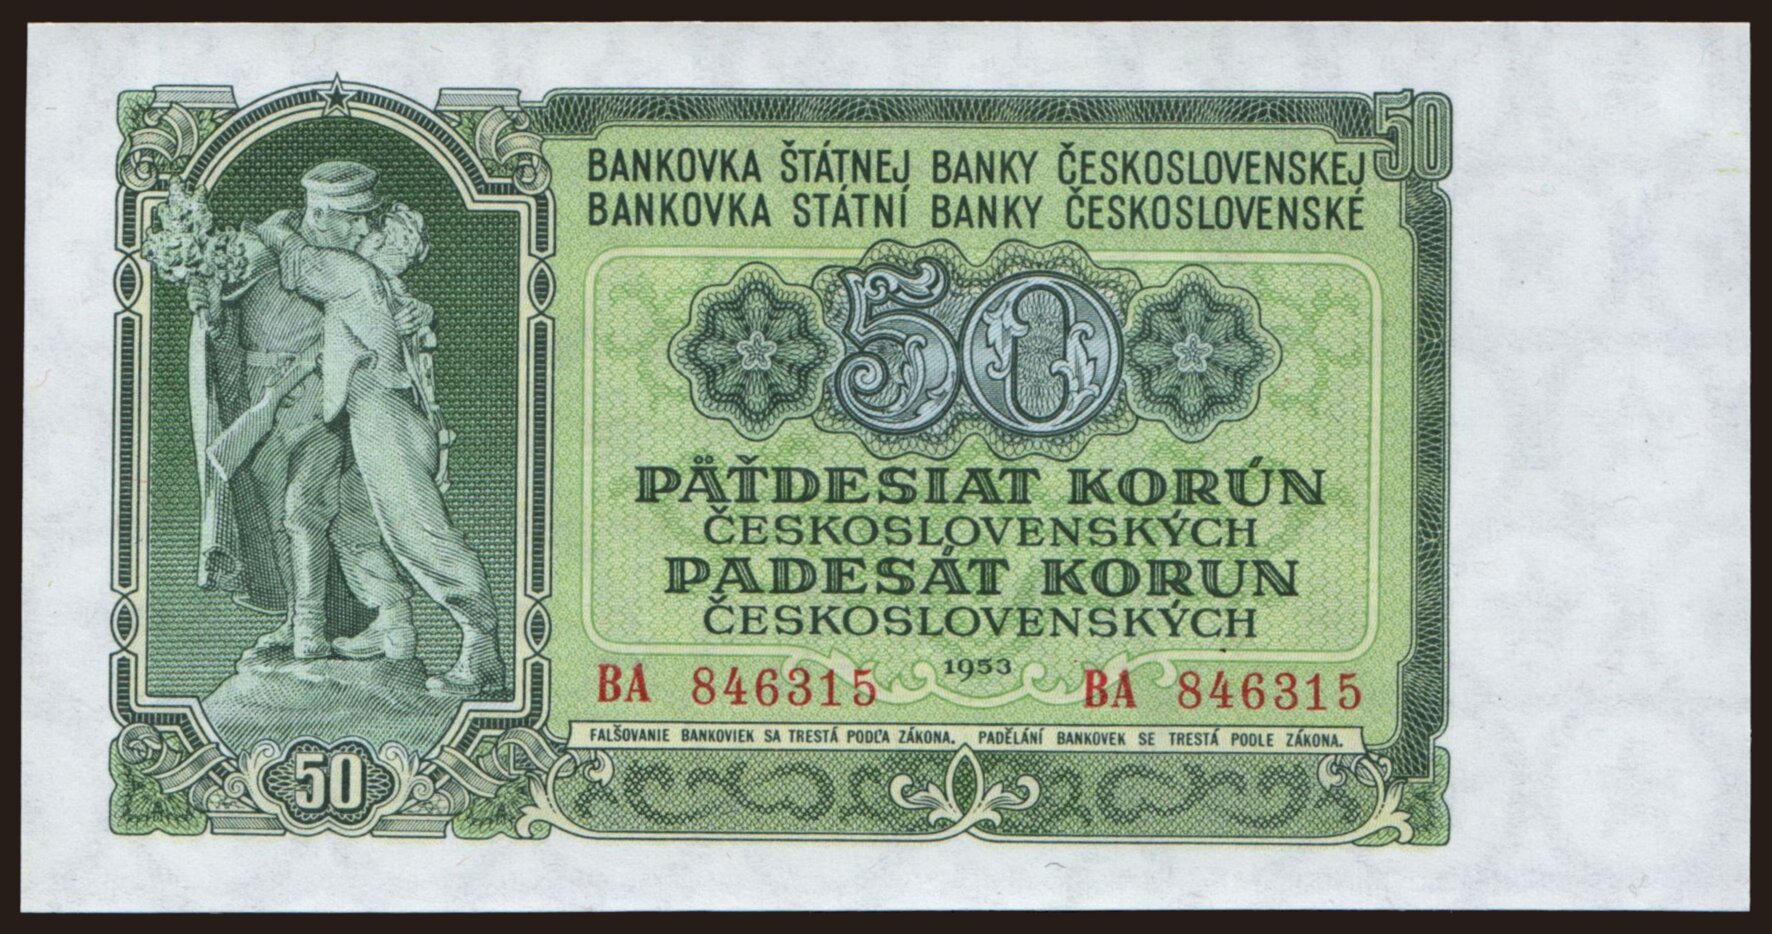 50
BANKOVKA ŠTÁTNEJ BANKY ČESKOSLOVENSKEJ
BANKOVKA STÁTNÍ BANKY ČESKOSLOVENSKÉ
50
PÄŤDESIAT KORÚN
ČESKOSLOVENSKÝCH
PADESÁT KORUN
ČESKOSLOVENSKÝCH
1953
BA 846315 BA 846315
FALŠOVANIE BANKOVIEK SA TRESTÁ PODĽA ZÁKONA. PADĚLÁNÍ BANKOVEK SE TRESTÁ PODLE ZÁKONA.
50